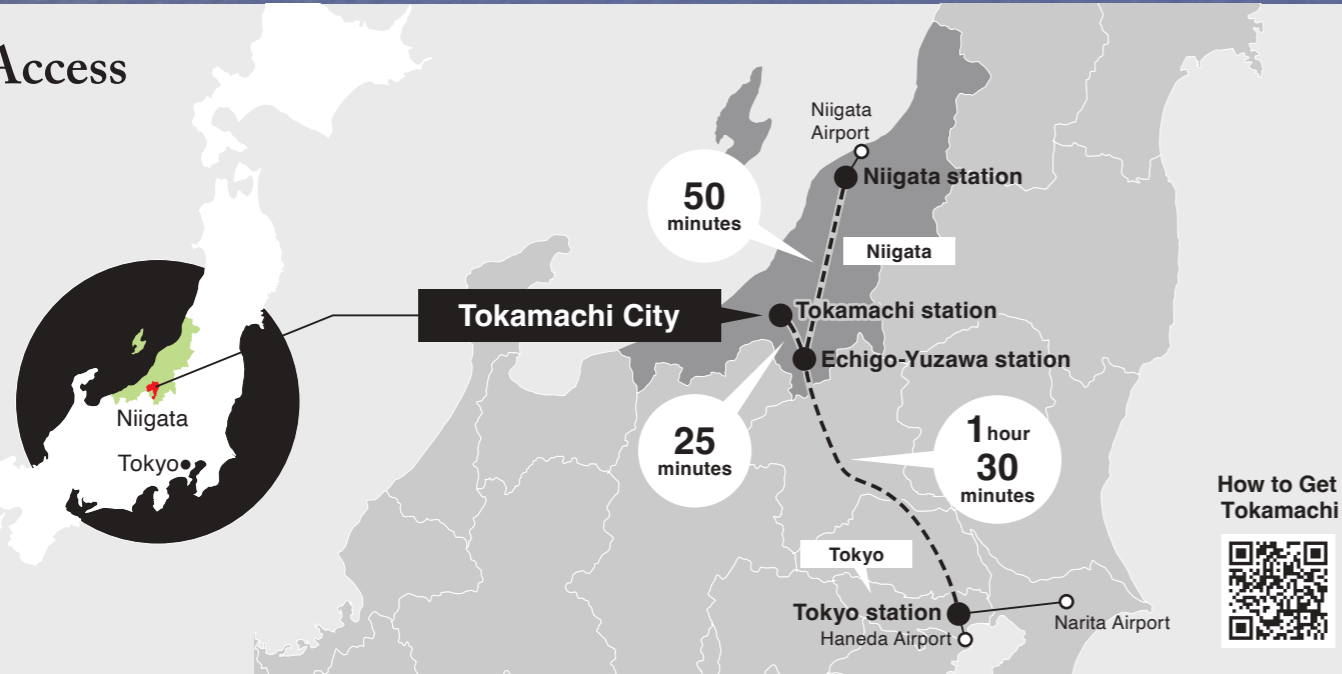 Access
Niigata
Airport
Niigata station
50
minutes
Niigata
Tokamachi City
Tokamachi station
Echigo-Yuzawa station
Niigata
Tokyo
25
minutes
1 hour
30
minutes
How to Get
Tokamachi
Tokyo
Tokyo station
Narita Airport
Haneda Airport